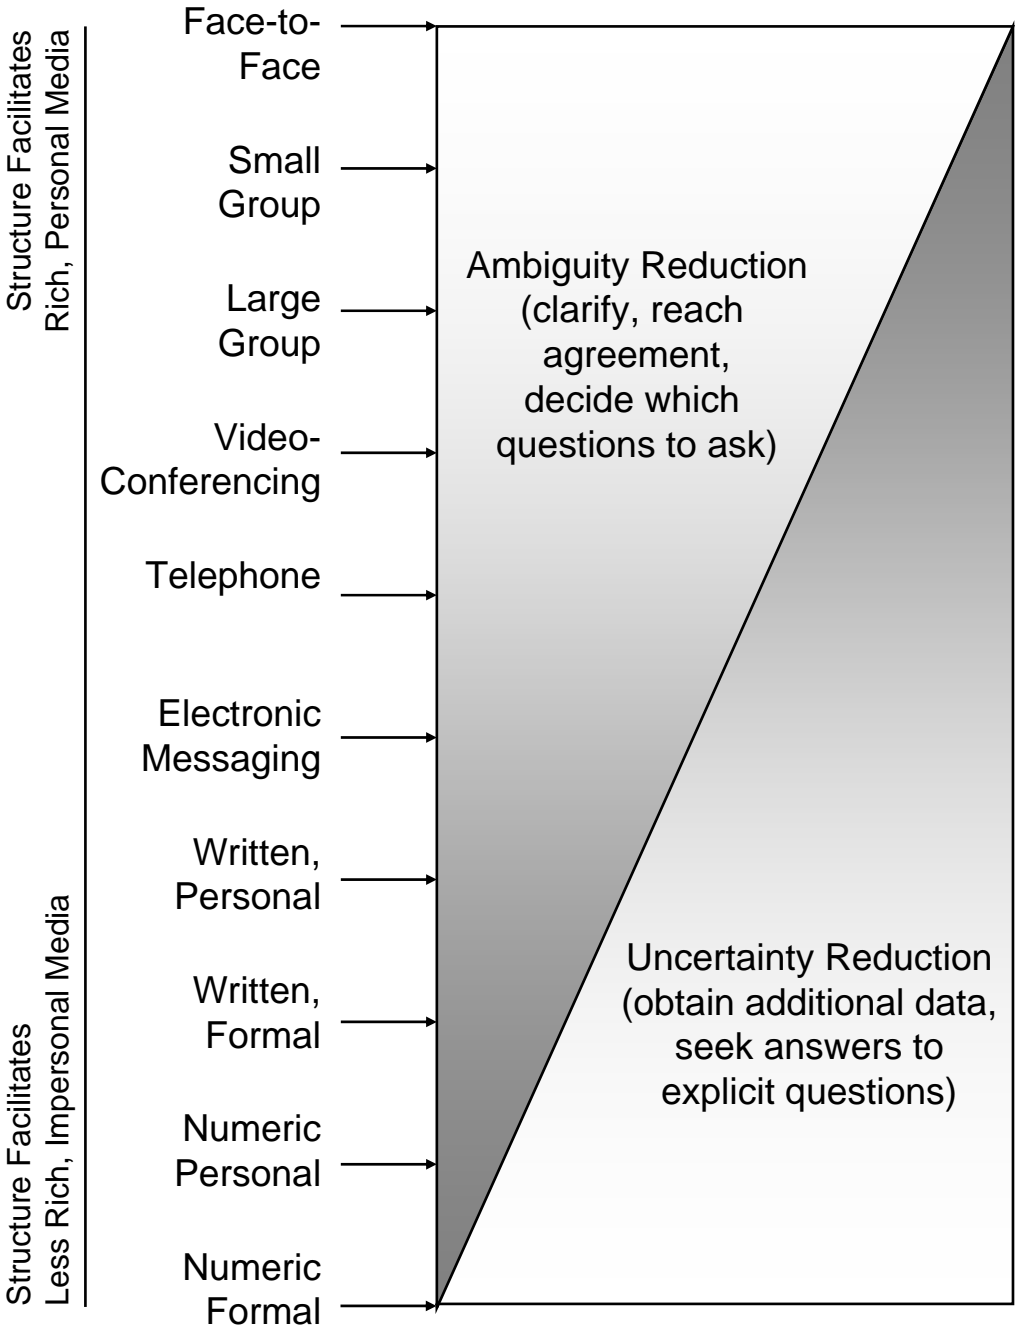 Structure Facilitates
Rich, Personal Media
Structure Facilitates
Less Rich, Impersonal Media
Face-to-
Face
Small
Group
Large
Group
Video-
Conferencing
Telephone
Electronic
Messaging
Written,
Personal
Written,
Formal
Numeric
Personal
Numeric
Formal
Ambiguity Reduction
(clarify, reach
agreement,
decide which
questions to ask)
Uncertainty Reduction
(obtain additional data,
seek answers to
explicit questions)